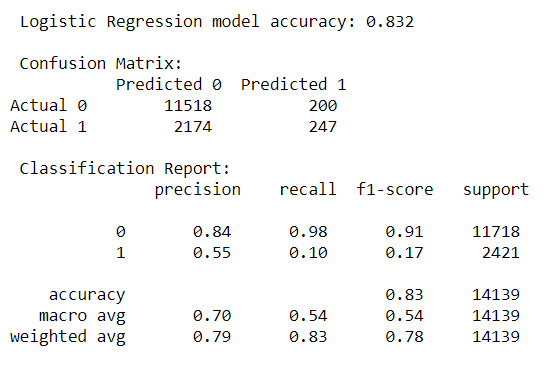 Logistic Regression model accuracy: 0.832
Confusion Matrix:
Predicted 0 Predicted 1
Actual 0 11518 200
Actual 1 2174 247
Classification Report:
precision recall f1-score support
0 0.84 0.98 0.91 11718
1 0.55 0.10 0.17 2421
accuracy 0.83 14139
macro avg 0.70 0.54 0.54 14139
weighted avg 0.79 0.83 0.78 14139